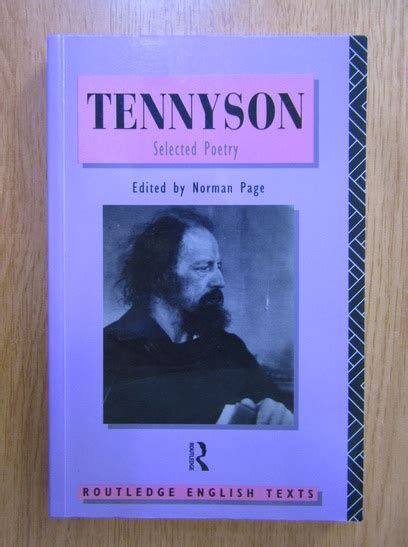 TENNYSON
Selected Poetry
Edited by Norman Page
ROUTLEDGE
ROUTLEDGE ENGLISH TEXTS